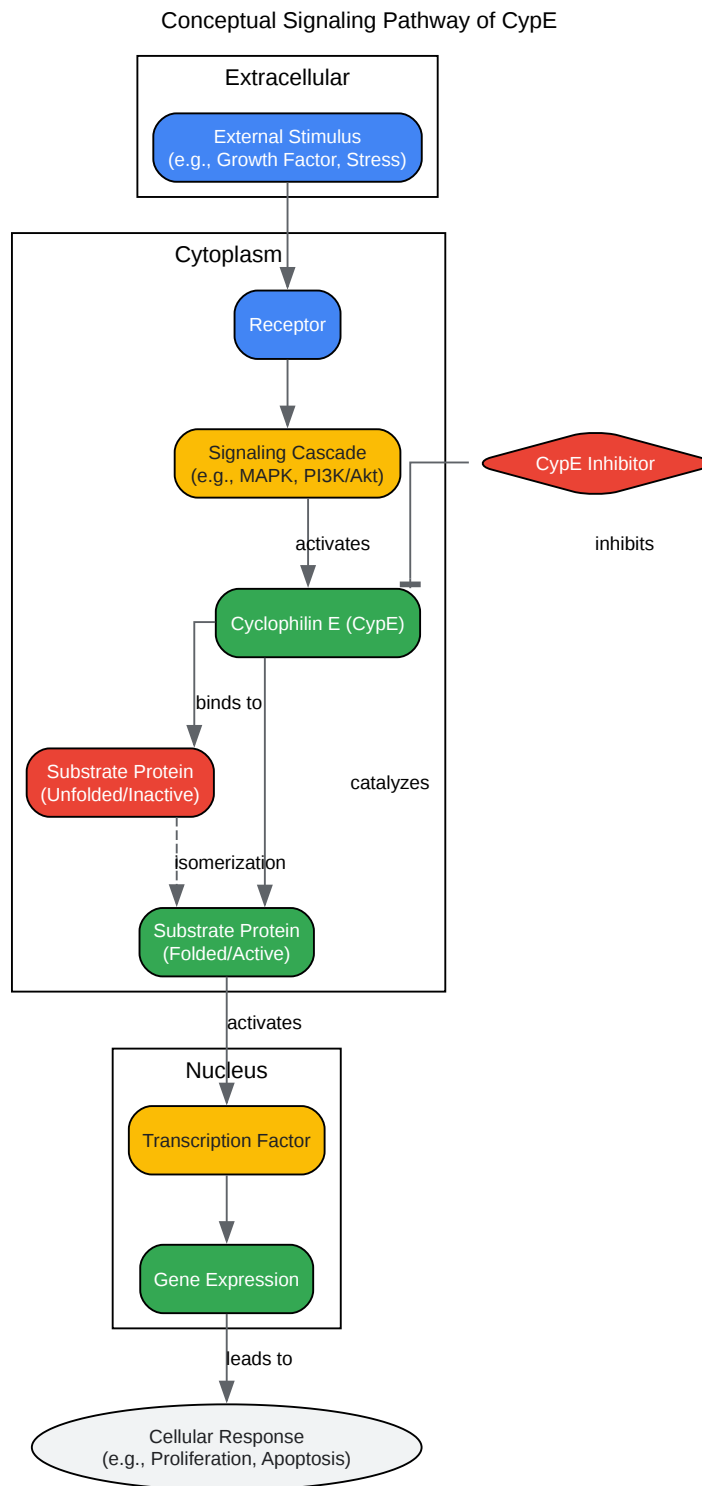 Conceptual Signaling Pathway of CypE
Extracellular
External Stimulus
(e.g., Growth Factor, Stress)
Cytoplasm
Receptor
Signaling Cascade
(e.g., MAPK, PI3K/Akt)
CypE Inhibitor
activates
inhibits
Cyclophilin E (CypE)
binds to
Substrate Protein
(Unfolded/Inactive)
catalyzes
isomerization
Substrate Protein
(Folded/Active)
activates
Nucleus
Transcription Factor
Gene Expression
leads to
Cellular Response
(e.g., Proliferation, Apoptosis)